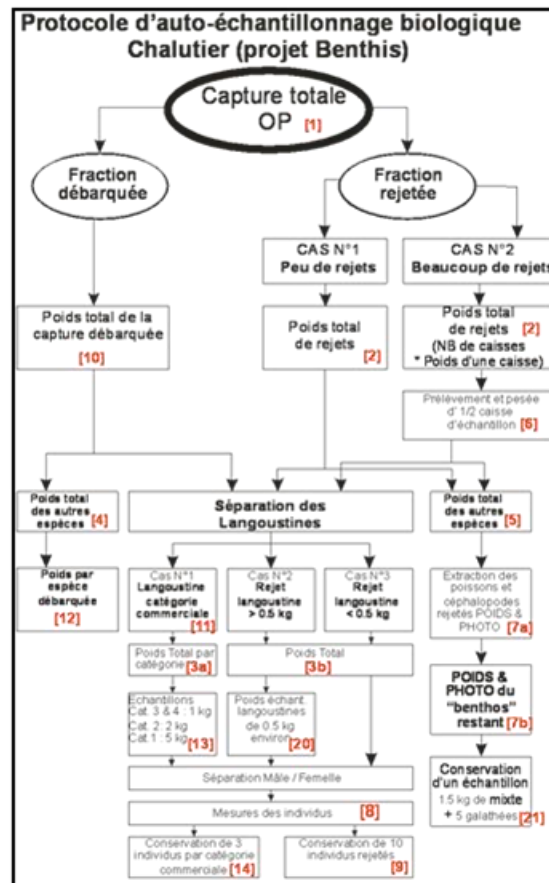 Protocole d'auto-échantillonnage biologique
Chalutier (projet Benthis)
Capture totale
OP [1]
Fraction
débarquée
Fraction
rejetée
CAS N°1
Peu de rejets
CAS N°2
Beaucoup de rejets
Poids total de la
capture débarquée
[10]
Poids total
de rejets [2]
Poids total
de rejets [2]
(NB de caisses
* Poids d'une caisse)
Prélèvement et pesée
d' 1/2 caisse
d'échantillon [6]
Poids total
des autres [4]
espèces
Séparation des
Langoustines
Poids total
des autres [5]
espèces
Poids par
espèce
débarquée
[12]
Cas N°1
Langoustine
catégorie
commerciale
[11]
Cas N°2
Rejet
langoustine
> 0.5 kg
Cas N°3
Rejet
langoustine
< 0.5 kg
Extraction des
poissons et
céphalopodes
rejetés POIDS &
PHOTO [7a]
Poids Total par
catégorie [3a]
Poids Total
[3b]
POIDS &
PHOTO du
"benthos"
restant [7b]
Echantillons
Cat. 3 & 4 : 1 kg
Cat. 2 : 2 kg
Cat.1 : 5 kg [13]
Poids échant.
langoustines
de 0.5 kg
environ [20]
Séparation Mâle / Femelle
Mesures des individus [8]
Conservation
d'un échantillon
1.5 kg de mixte
+ 5 galathées [21]
Conservation de 3
individus par catégorie
commerciale [14]
Conservation de 10
individus rejetés
[9]